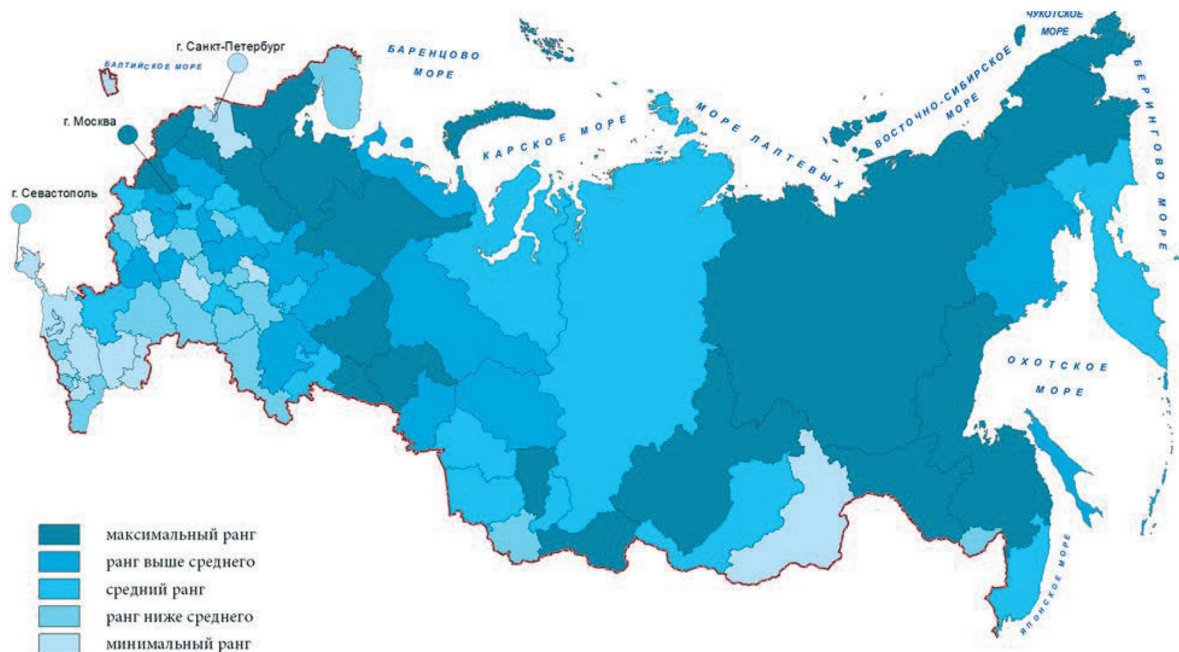 г. Санкт-Петербург
БАЛТИЙСКОЕ МОРЕ
БАРЕНЦОВО
МОРЕ
ЧУКОТСКОЕ
МОРЕ
г. Москва
КАРСКОЕ МОРЕ
МОРЕ ЛАПТЕВЫХ
ВОСТОЧНО-СИБИРСКОЕ
МОРЕ
БЕРИНГОВО МОРЕ
г. Севастополь
ОХОТСКОЕ
МОРЕ
ЯПОНСКОЕ МОРЕ
максимальный ранг
ранг выше среднего
средний ранг
ранг ниже среднего
минимальный ранг